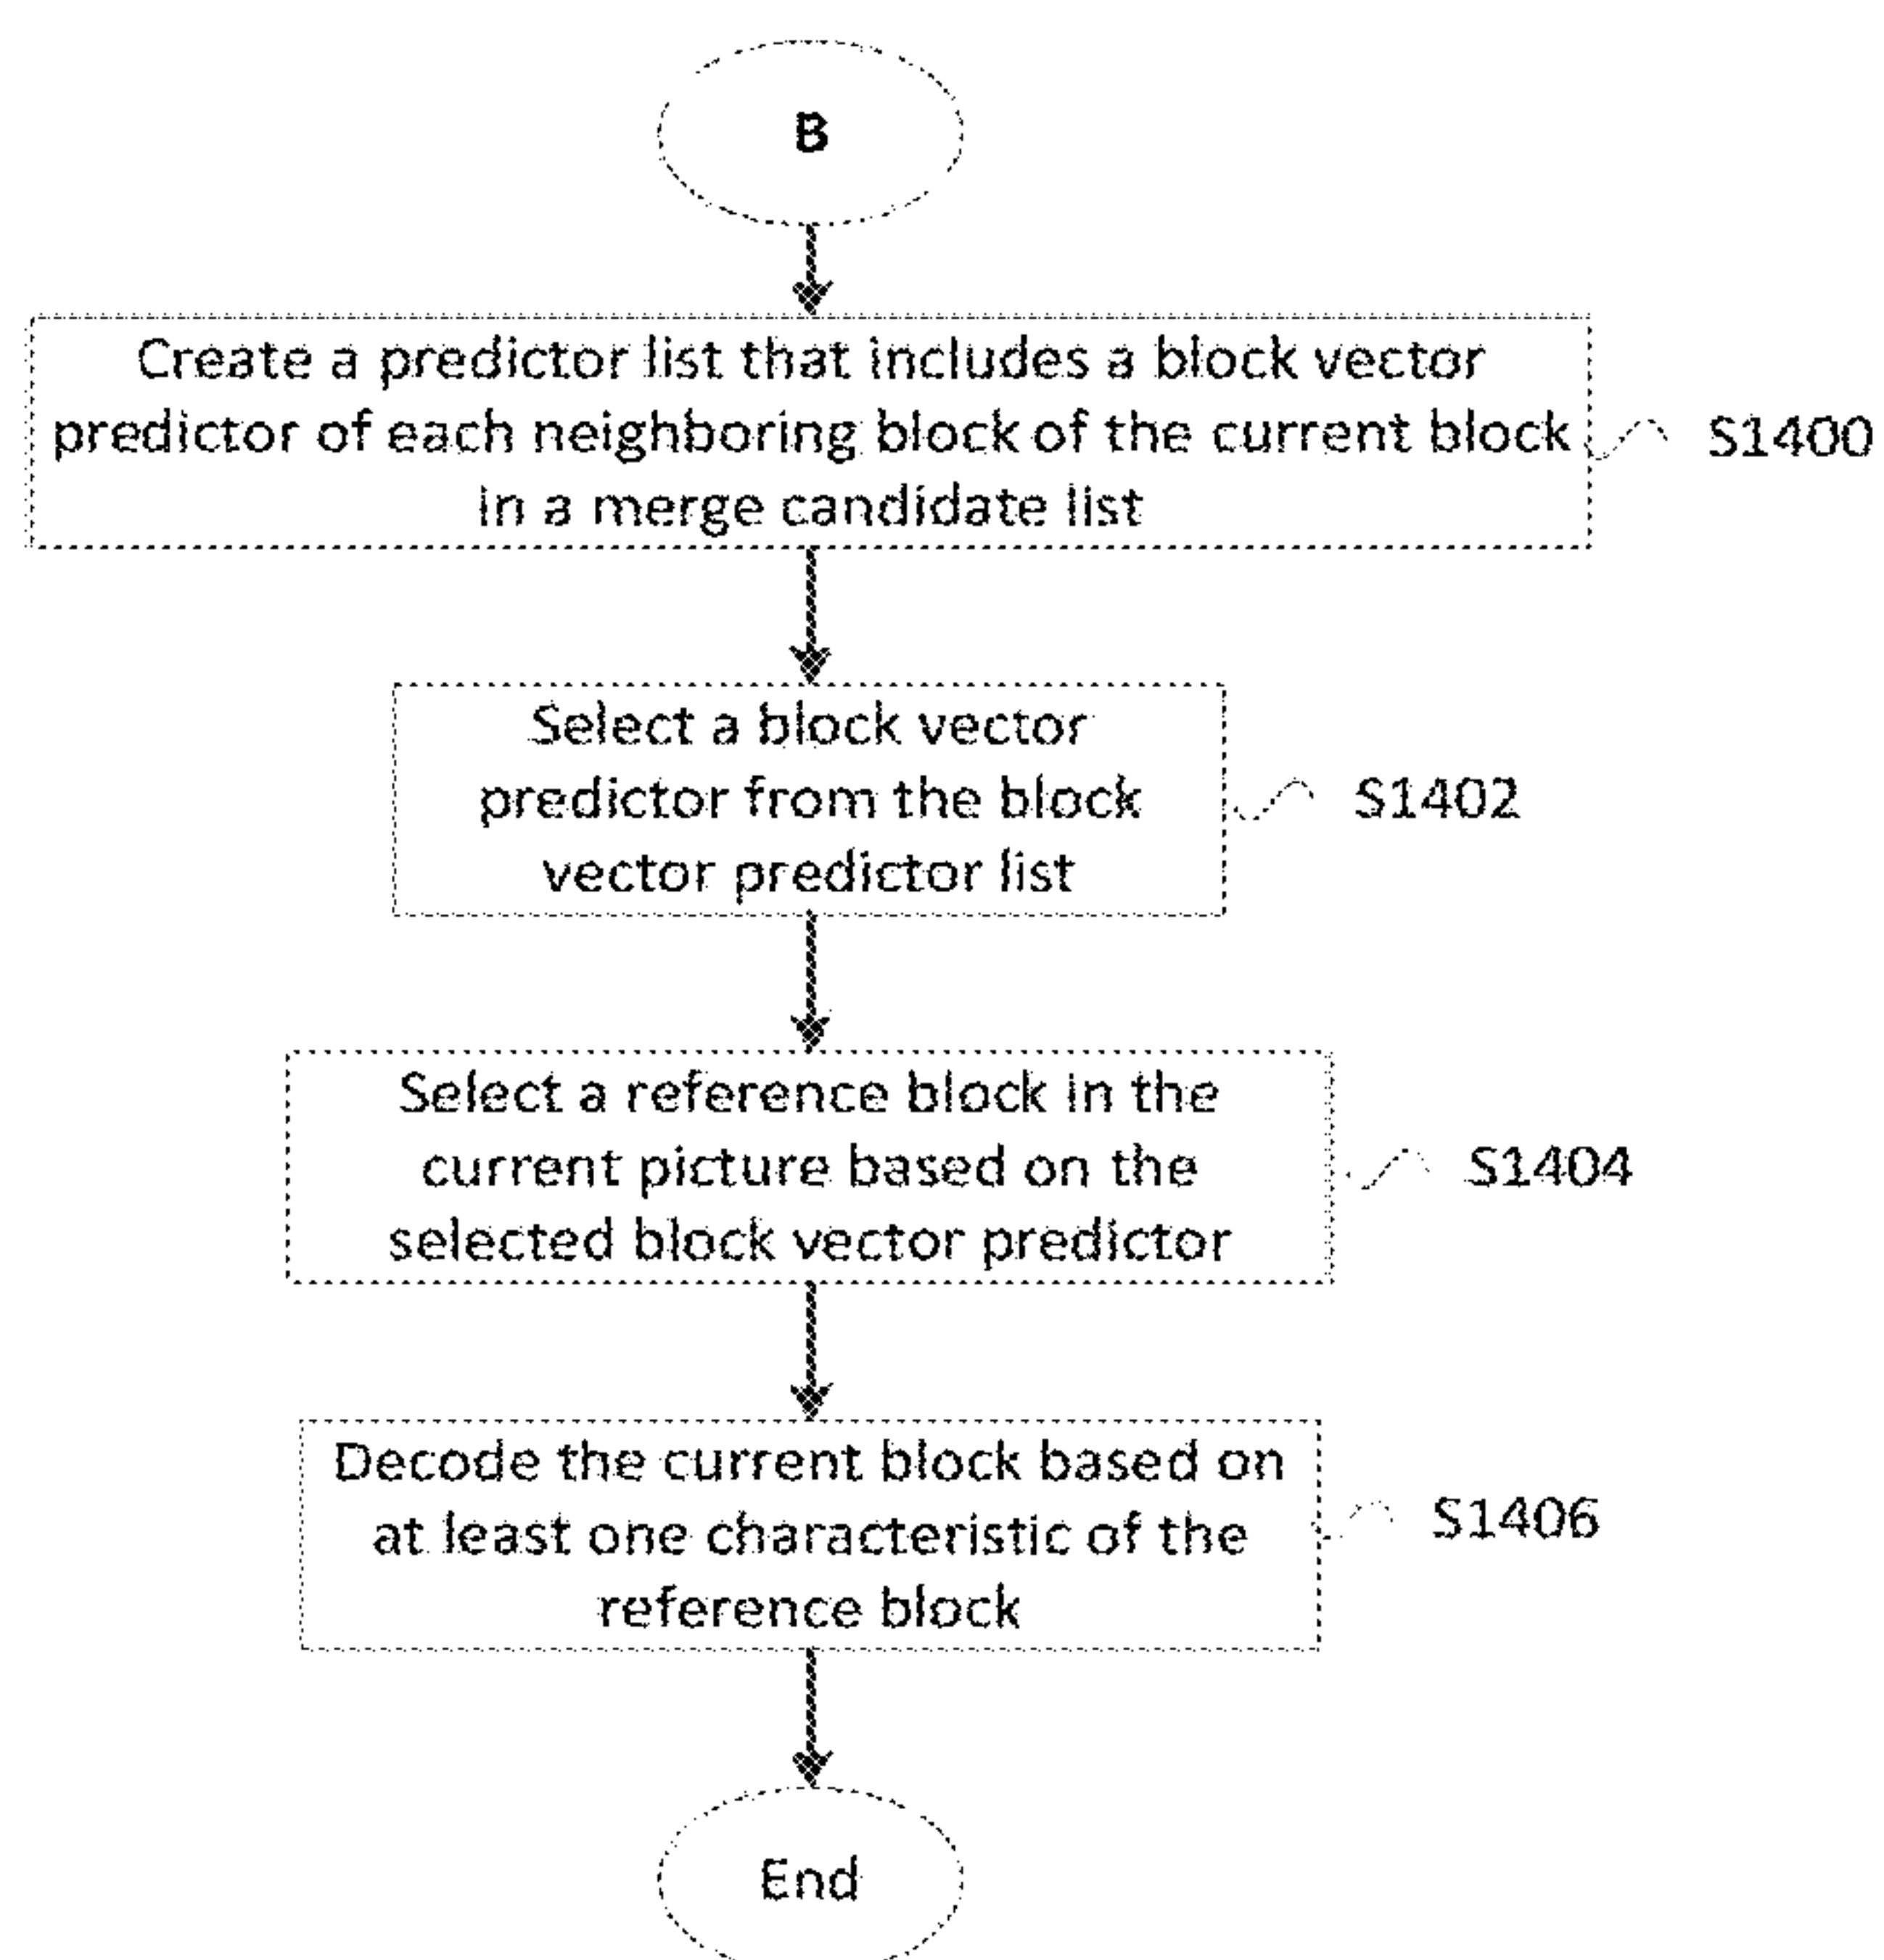 B
Create a predictor list that includes a block vector
predictor of each neighboring block of the current block
in a merge candidate list
S1400
Select a block vector
predictor from the block
vector predictor list
S1402
Select a reference block in the
current picture based on the
selected block vector predictor
S1404
Decode the current block based on
at least one characteristic of the
reference block
S1406
End